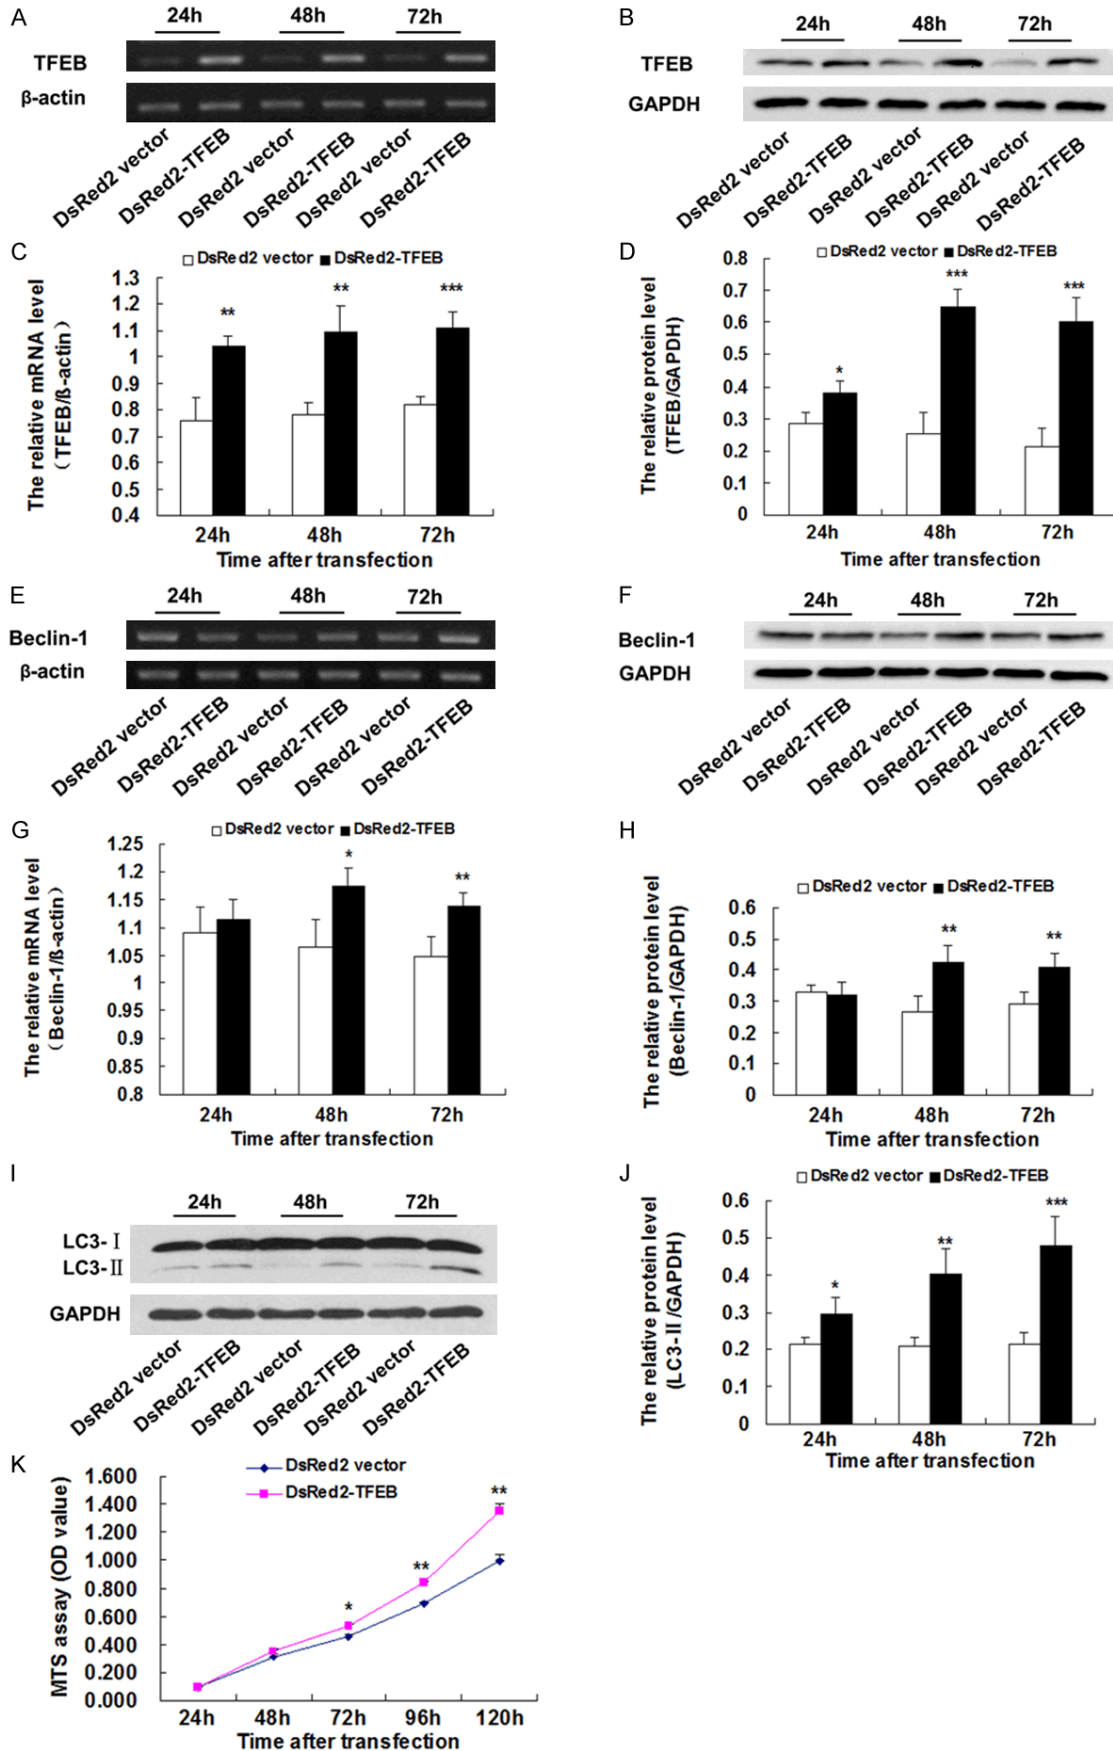 A
24h 48h 72h
TFEB
ß-actin
DsRed2 vector
DsRed2-TFEB
DsRed2 vector
DsRed2-TFEB
DsRed2 vector
DsRed2-TFEB
B
24h 48h 72h
TFEB
GAPDH
DsRed2 vector
DsRed2-TFEB
DsRed2 vector
DsRed2-TFEB
DsRed2 vector
DsRed2-TFEB
C
DsRed2 vector DsRed2-TFEB
The relative mRNA level
(TFEB/ß-actin)
1.3
1.2
1.1
1
0.9
0.8
0.7
0.6
0.5
0.4
** ** ***
24h 48h 72h
Time after transfection
D
DsRed2 vector DsRed2-TFEB
The relative protein level
(TFEB/GAPDH)
0.8
0.7
0.6
0.5
0.4
0.3
0.2
0.1
0
* *** ***
24h 48h 72h
Time after transfection
E
24h 48h 72h
Beclin-1
ß-actin
DsRed2 vector
DsRed2-TFEB
DsRed2 vector
DsRed2-TFEB
DsRed2 vector
DsRed2-TFEB
F
24h 48h 72h
Beclin-1
GAPDH
DsRed2 vector
DsRed2-TFEB
DsRed2 vector
DsRed2-TFEB
DsRed2 vector
DsRed2-TFEB
G
DsRed2 vector DsRed2-TFEB
The relative mRNA level
(Beclin-1/ß-actin)
1.25
1.2
1.15
1.1
1.05
1
0.95
0.9
0.85
0.8
* **
24h 48h 72h
Time after transfection
H
DsRed2 vector DsRed2-TFEB
The relative protein level
(Beclin-1/GAPDH)
0.6
0.5
0.4
0.3
0.2
0.1
0
** **
24h 48h 72h
Time after transfection
I
24h 48h 72h
LC3-Ⅰ
LC3-Ⅱ
GAPDH
DsRed2 vector
DsRed2-TFEB
DsRed2 vector
DsRed2-TFEB
DsRed2 vector
DsRed2-TFEB
J
DsRed2 vector DsRed2-TFEB
The relative protein level
(LC3-Ⅱ/GAPDH)
0.6
0.5
0.4
0.3
0.2
0.1
0
* ** ***
24h 48h 72h
Time after transfection
K
DsRed2 vector
DsRed2-TFEB
MTS assay (OD value)
1.600
1.400
1.200
1.000
0.800
0.600
0.400
0.200
0.000
* ** **
24h 48h 72h 96h 120h
Time after transfection